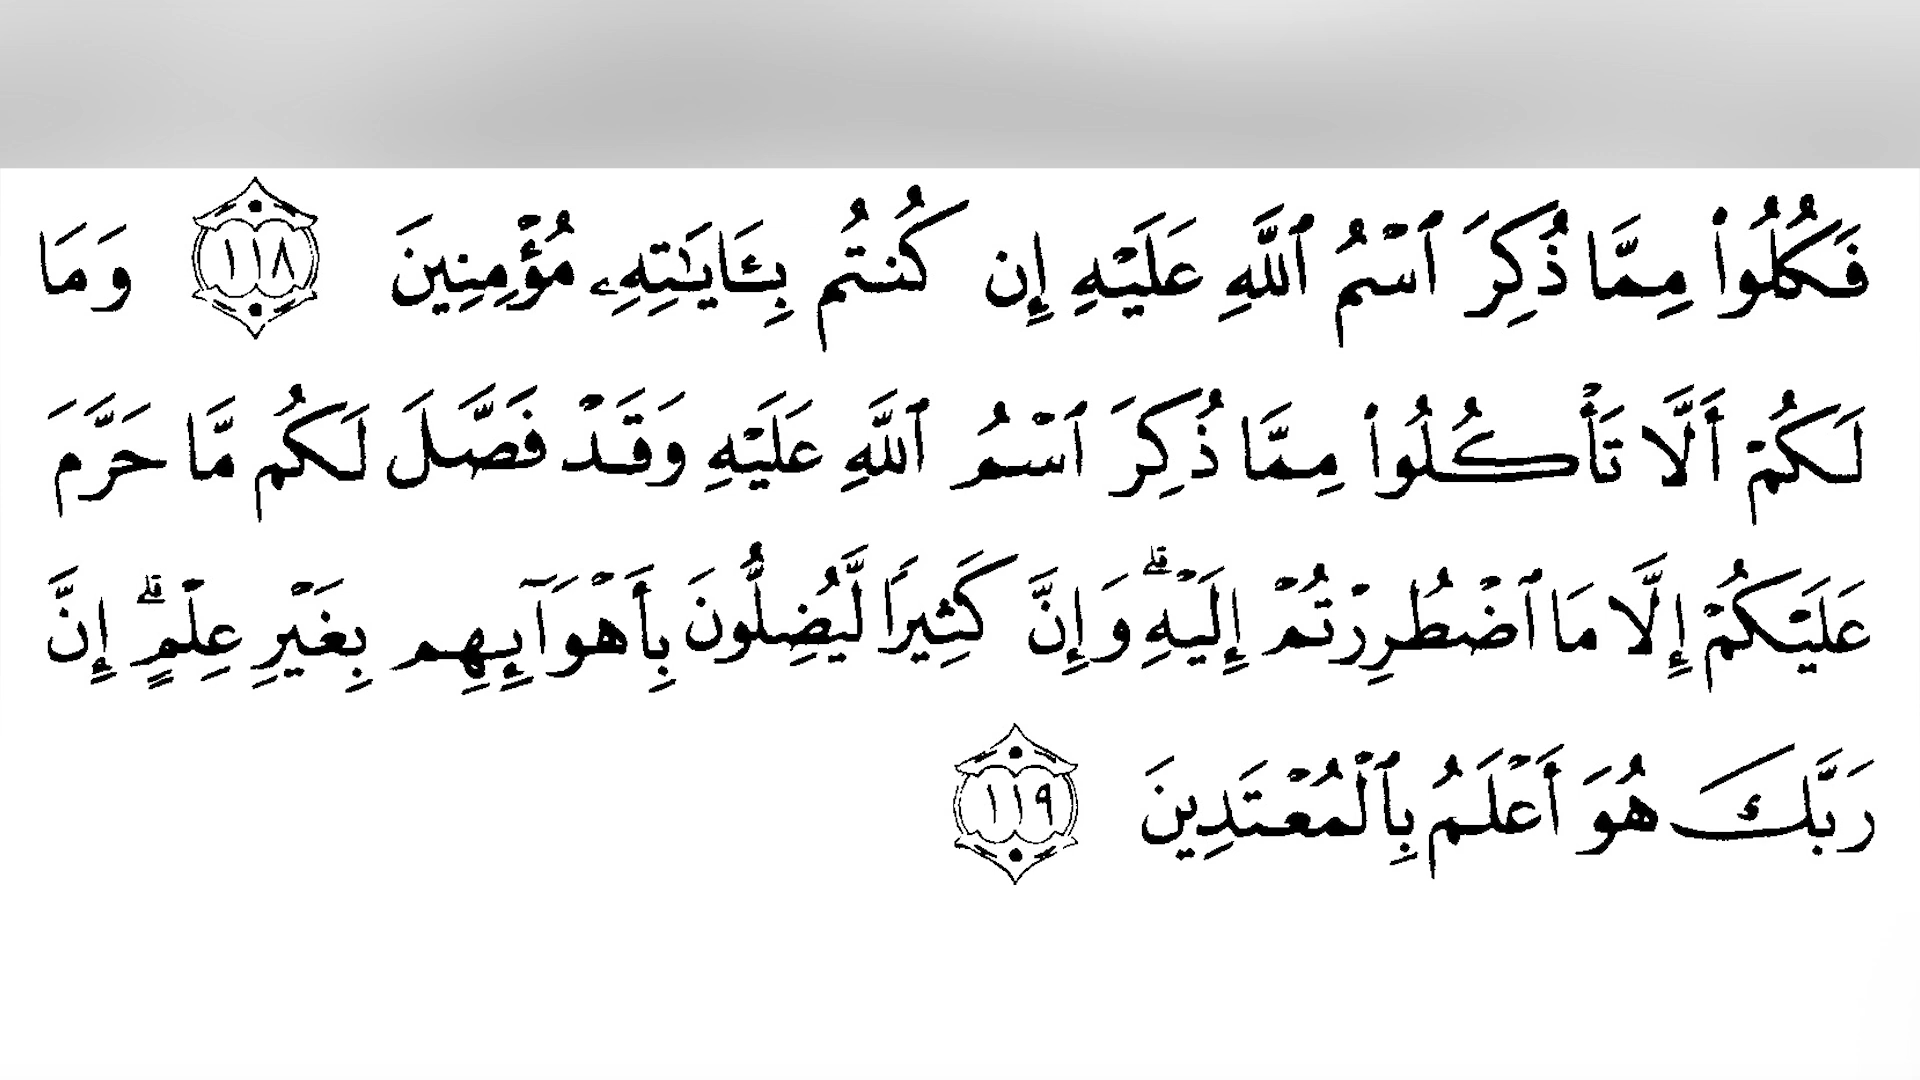 فَكُلُوا۟ مِمَّا ذُكِرَ ٱسْمُ ٱللَّهِ عَلَيْهِ إِن كُنتُم بِـَٔايَـٰتِهِۦ مُؤْمِنِينَ ١١٨ وَمَا
لَكُمْ أَلَّا تَأْكُلُوا۟ مِمَّا ذُكِرَ ٱسْمُ ٱللَّهِ عَلَيْهِ وَقَدْ فَصَّلَ لَكُم مَّا حَرَّمَ
عَلَيْكُمْ إِلَّا مَا ٱضْطُرِرْتُمْ إِلَيْهِ ۗ وَإِنَّ كَثِيرًا لَّيُضِلُّونَ بِأَهْوَآئِهِم بِغَيْرِ عِلْمٍ ۗ إِنَّ
رَبَّكَ هُوَ أَعْلَمُ بِٱلْمُعْتَدِينَ ١١٩